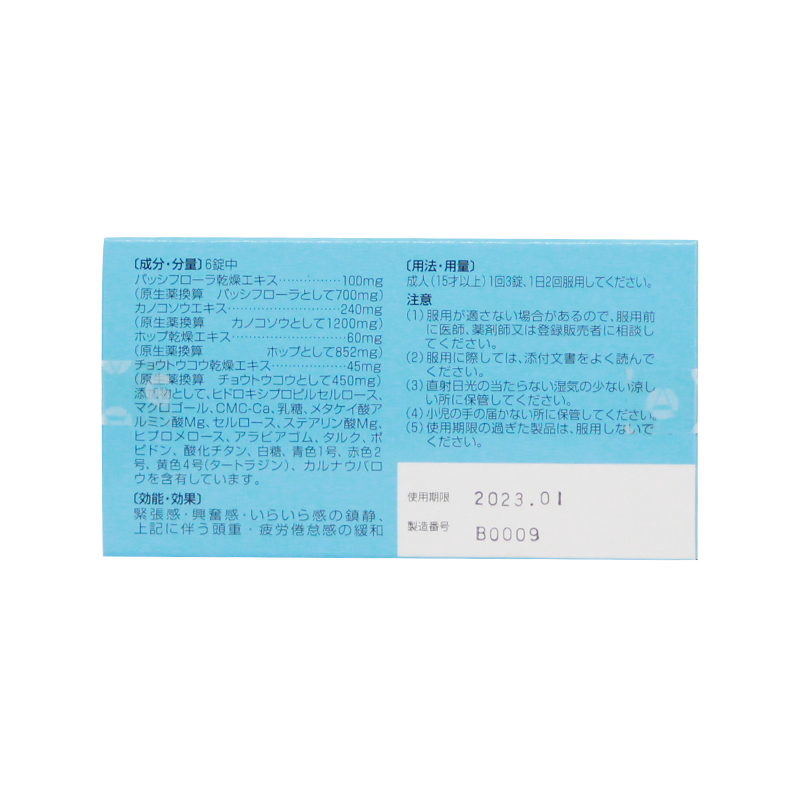 〔成分・分量〕6錠中
パッシフローラ乾燥エキス……………100mg
(原生薬換算 パッシフローラとして700mg)
カノコソウエキス……………………240mg
(原生薬換算 カノコソウとして1200mg)
ホップ乾燥エキス……………………60mg
(原生薬換算 ホップとして852mg)
チョウトウコウ乾燥エキス……………45mg
(原生薬換算 チョウトウコウとして450mg)
添加物として、ヒドロキシプロピルセルロース、
マクロゴール、CMC-Ca、乳糖、メタケイ酸ア
ルミン酸Mg、セルロース、ステアリン酸Mg、
ヒプロメロース、アラビアゴム、タルク、ポ
ビドン、酸化チタン、白糖、青色1号、赤色2
号、黄色4号(タートラジン)、カルナウバロ
ウを含有しています。
〔効能・効果〕
緊張感・興奮感・いらいら感の鎮静、
上記に伴う頭重・疲労倦怠感の緩和
〔用法・用量〕
成人(15才以上)1回3錠、1日2回服用してください。
注意
(1)服用が適さない場合があるので、服用前
に医師、薬剤師又は登録販売者に相談し
てください。
(2)服用に際しては、添付文書をよく読んで
ください。
(3)直射日光の当たらない湿気の少ない涼し
い所に保管してください。
(4)小児の手の届かない所に保管してください。
(5)使用期限の過ぎた製品は、服用しないで
ください。
使用期限 2023.01
製造番号 B0009